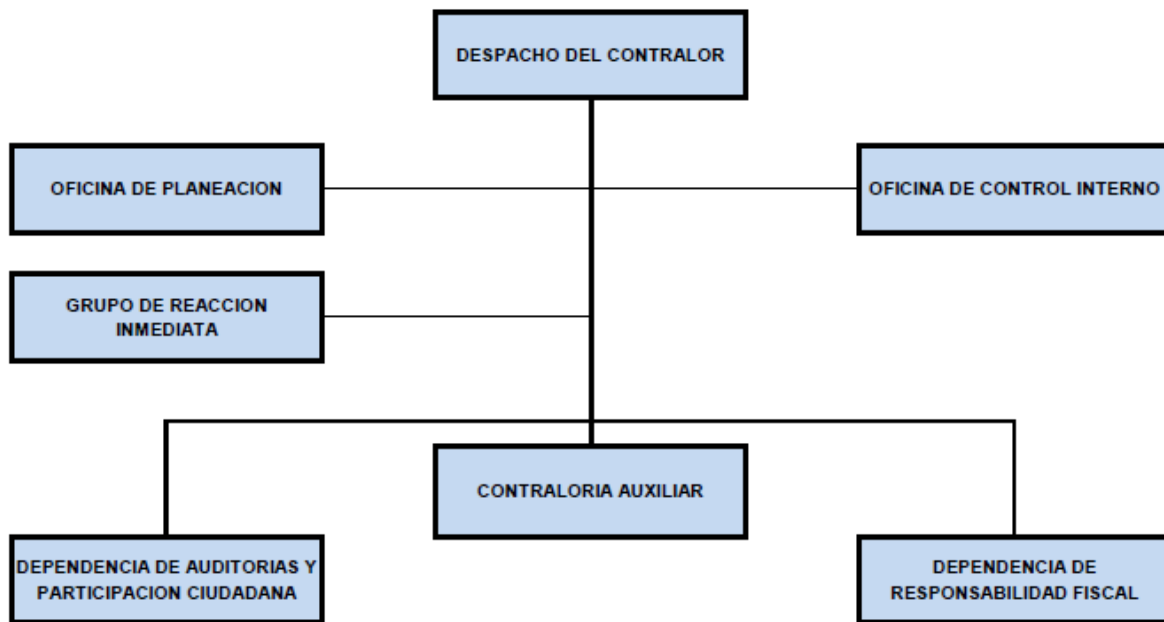 DESPACHO DEL CONTRALOR
OFICINA DE PLANEACION
OFICINA DE CONTROL INTERNO
GRUPO DE REACCION
INMEDIATA
CONTRALORIA AUXILIAR
DEPENDENCIA DE AUDITORIAS Y
PARTICIPACION CIUDADANA
DEPENDENCIA DE
RESPONSABILIDAD FISCAL